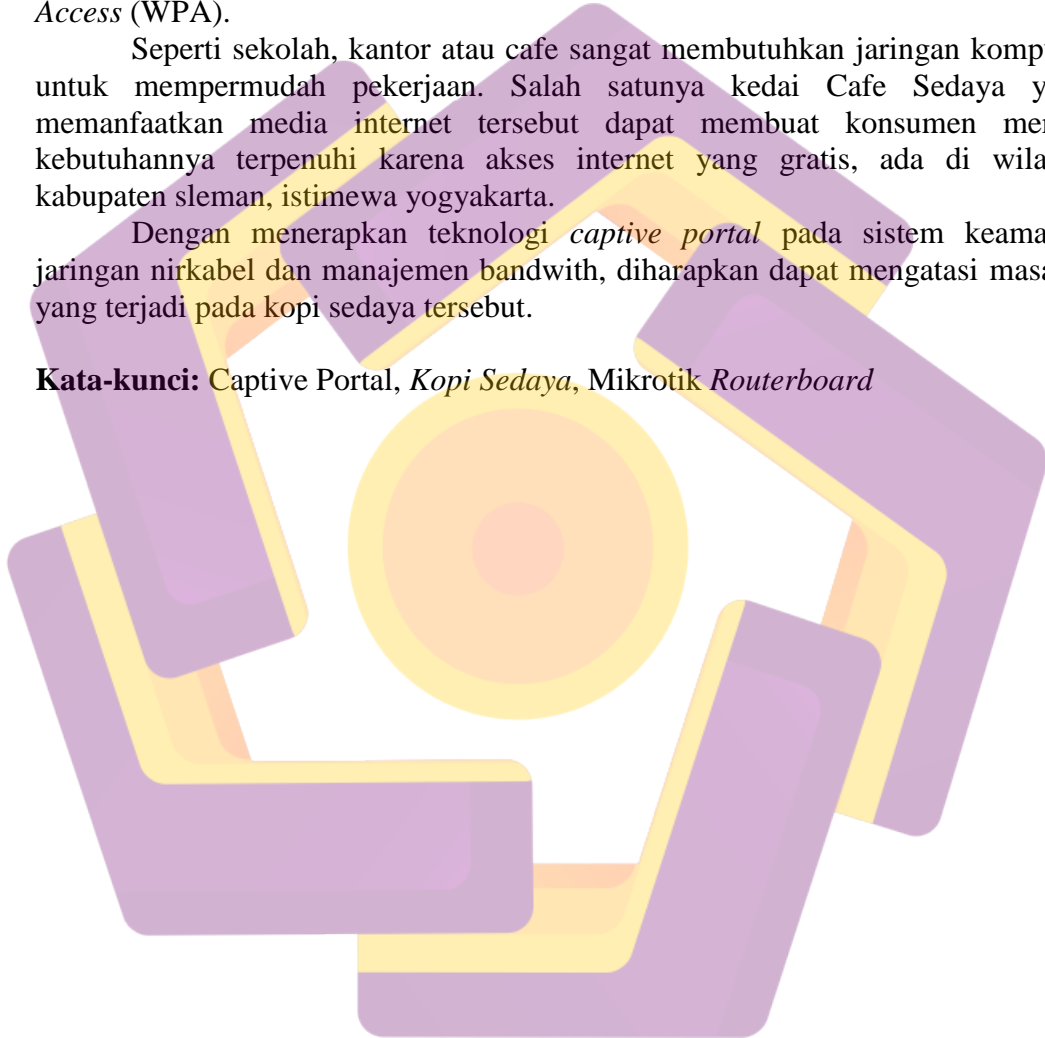 Access (WPA).
Seperti sekolah, kantor atau cafe sangat membutuhkan jaringan komp
untuk mempermudah pekerjaan. Salah satunya kedai Cafe Sedaya y
memanfaatkan media internet tersebut dapat membuat konsumen mer
kebutuhannya terpenuhi karena akses internet yang gratis, ada di wila
kabupaten sleman, istimewa yogyakarta.
Dengan menerapkan teknologi captive portal pada sistem keama
jaringan nirkabel dan manajemen bandwith, diharapkan dapat mengatasi masa
yang terjadi pada kopi sedaya tersebut.
Kata-kunci: Captive Portal, Kopi Sedaya, Mikrotik Routerboard